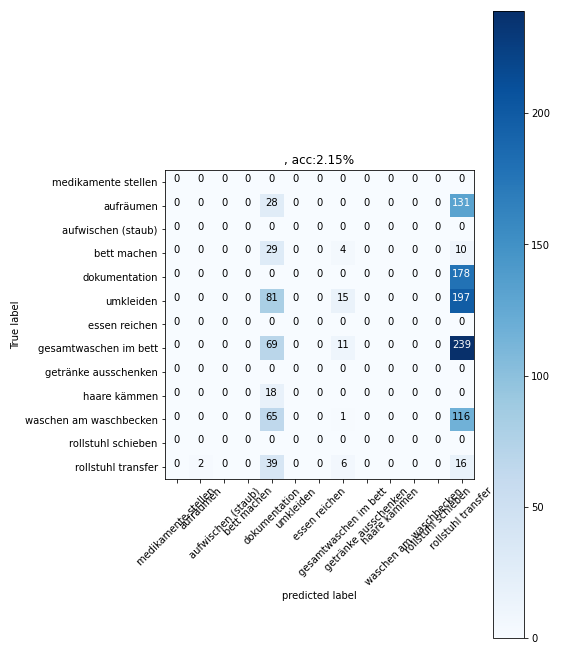 , acc:2.15%
True label
medikamente stellen 0 0 0 0 0 0 0 0 0 0 0 0 0
aufräumen 0 0 0 0 28 0 0 0 0 0 0 0 131
aufwischen (staub) 0 0 0 0 0 0 0 0 0 0 0 0 0
bett machen 0 0 0 0 29 0 0 4 0 0 0 0 10
dokumentation 0 0 0 0 0 0 0 0 0 0 0 0 178
umkleiden 0 0 0 0 81 0 0 15 0 0 0 0 197
essen reichen 0 0 0 0 0 0 0 0 0 0 0 0 0
gesamtwaschen im bett 0 0 0 0 69 0 0 11 0 0 0 0 239
getränke ausschenken 0 0 0 0 0 0 0 0 0 0 0 0 0
haare kämmen 0 0 0 0 18 0 0 0 0 0 0 0 0
waschen am waschbecken 0 0 0 0 65 0 0 1 0 0 0 0 116
rollstuhl schieben 0 0 0 0 0 0 0 0 0 0 0 0 0
rollstuhl transfer 0 2 0 0 39 0 0 6 0 0 0 0 16
medikamente stellen
aufräumen
aufwischen (staub)
bett machen
dokumentation
umkleiden
essen reichen
gesamtwaschen im bett
getränke ausschenken
haare kämmen
waschen am waschbecken
rollstuhl schieben
rollstuhl transfer
predicted label
200
150
100
50
0